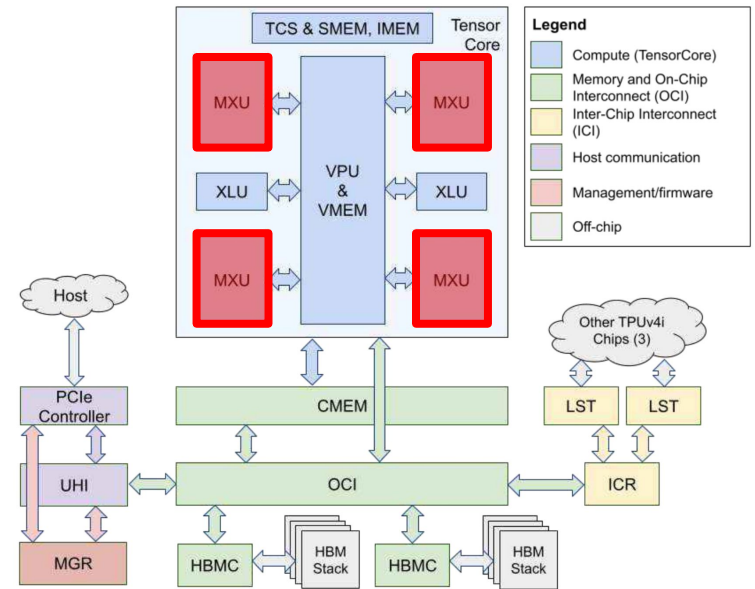 TCS & SMEM, IMEM
Tensor
Core
MXU
MXU
VPU
&
VMEM
XLU
XLU
MXU
MXU
Legend
Compute (TensorCore)
Memory and On-Chip
Interconnect (OCI)
Inter-Chip Interconnect
(ICI)
Host communication
Management/firmware
Off-chip
Host
Other TPUv4i
Chips (3)
PCIe
Controller
CMEM
LST
LST
UHI
OCI
ICR
MGR
HBMC
HBM
Stack
HBMC
HBM
Stack